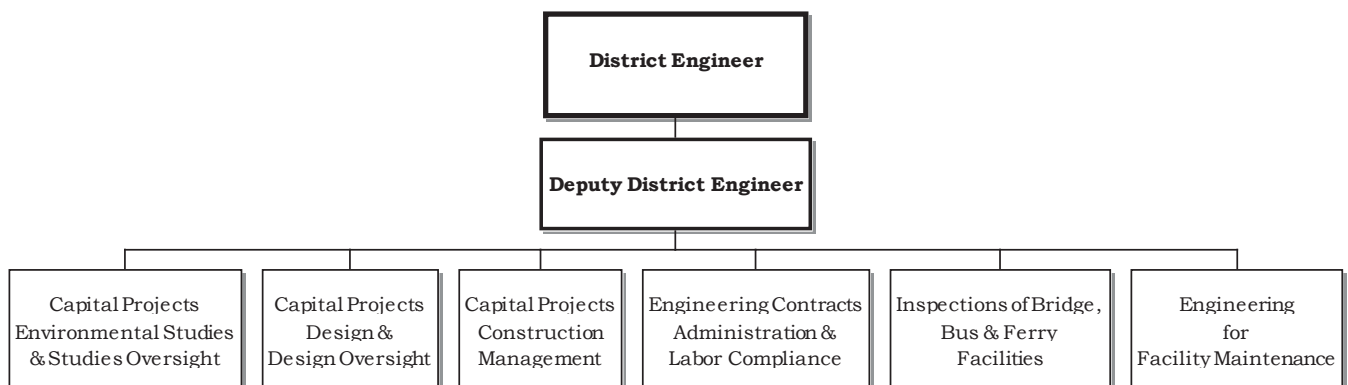 District Engineer
Deputy District Engineer
Capital Projects
Environmental Studies
& Studies Oversight
Capital Projects
Design &
Design Oversight
Capital Projects
Construction
Management
Engineering Contracts
Administration &
Labor Compliance
Inspections of Bridge,
Bus & Ferry
Facilities
Engineering
for
Facility Maintenance